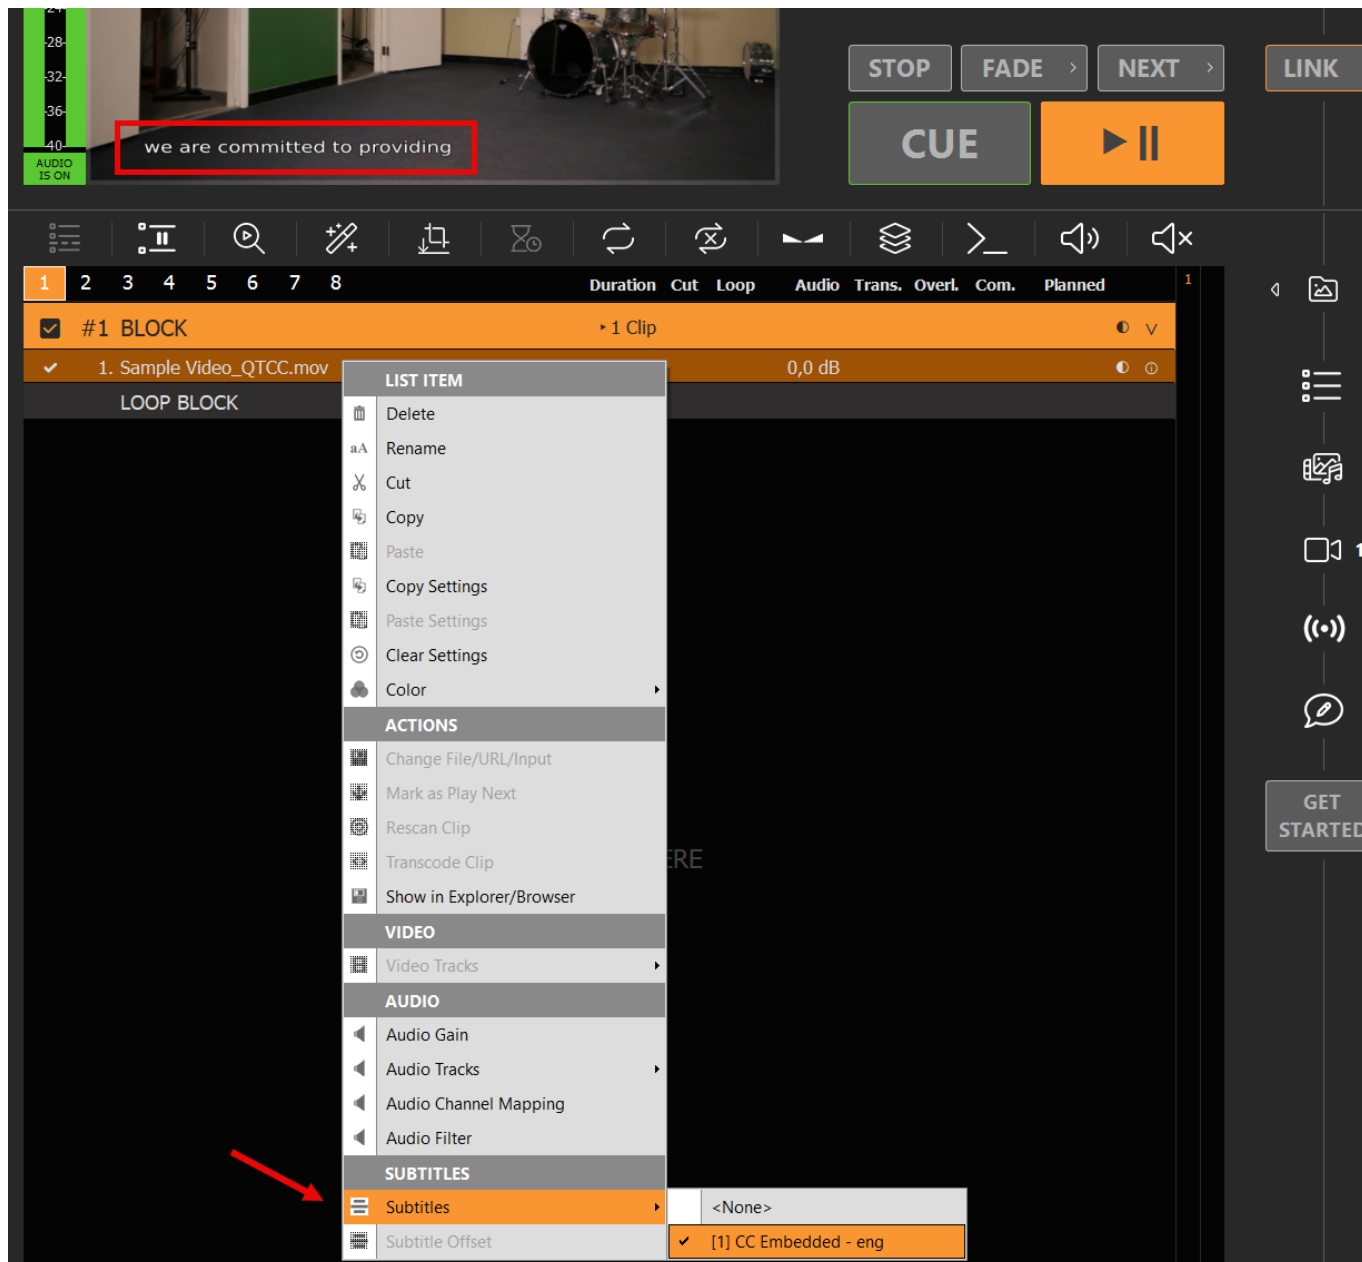 -28-
-32-
-36-
-40-
AUDIO
IS ON
we are committed to providing
STOP
FADE
NEXT
LINK
CUE
1 2 3 4 5 6 7 8
Duration Cut Loop Audio Trans. Overl. Com. Planned
1
#1 BLOCK
1 Clip
1. Sample Video_QTCC.mov
0,0 dB
LOOP BLOCK
LIST ITEM
Delete
aA Rename
Cut
Copy
Paste
Copy Settings
Paste Settings
Clear Settings
Color
ACTIONS
Change File/URL/Input
Mark as Play Next
Rescan Clip
Transcode Clip
Show in Explorer/Browser
VIDEO
Video Tracks
AUDIO
Audio Gain
Audio Tracks
Audio Channel Mapping
Audio Filter
SUBTITLES
Subtitles
Subtitle Offset
<None>
[1] CC Embedded - eng
ERE
GET
STARTED